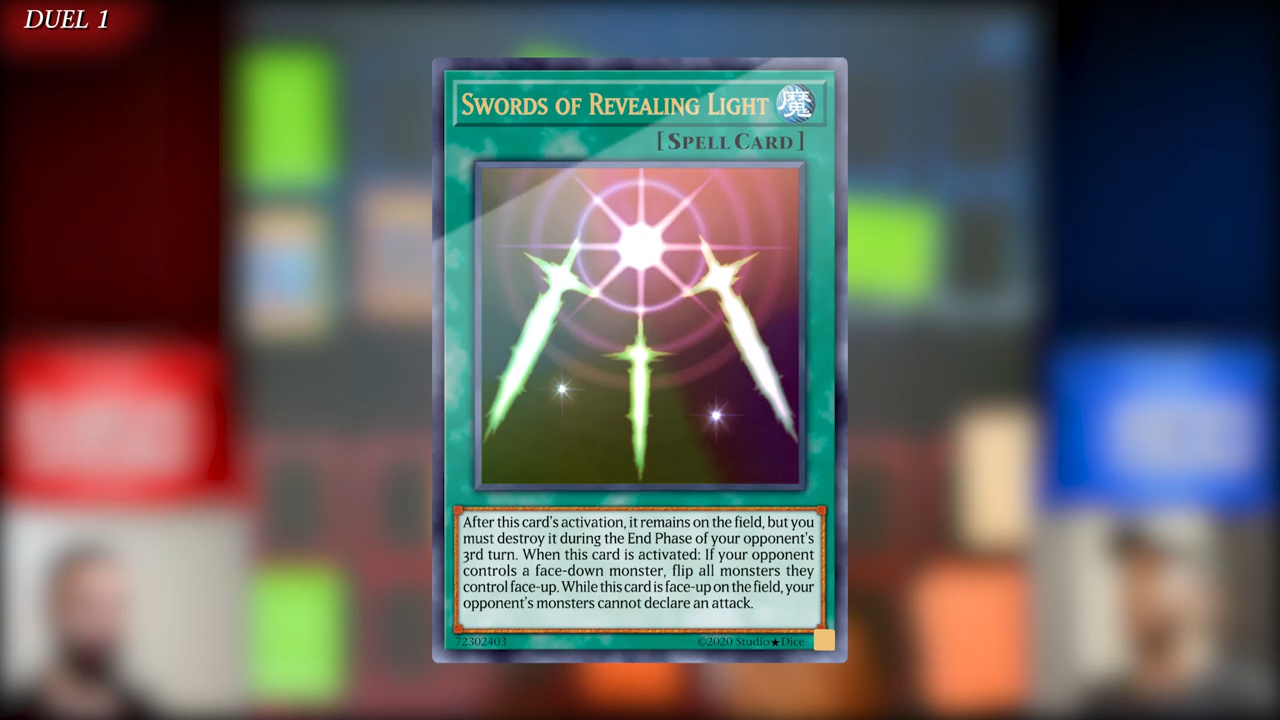 DUEL 1
SWORDS OF REVEALING LIGHT 魔
[SPELL CARD]
After this card's activation, it remains on the field, but you
must destroy it during the End Phase of your opponent's
3rd turn. When this card is activated: If your opponent
controls a face-down monster, flip all monsters they
control face-up. While this card is face-up on the field, your
opponent's monsters cannot declare an attack.
72302403 ©2020 Studio★Dice